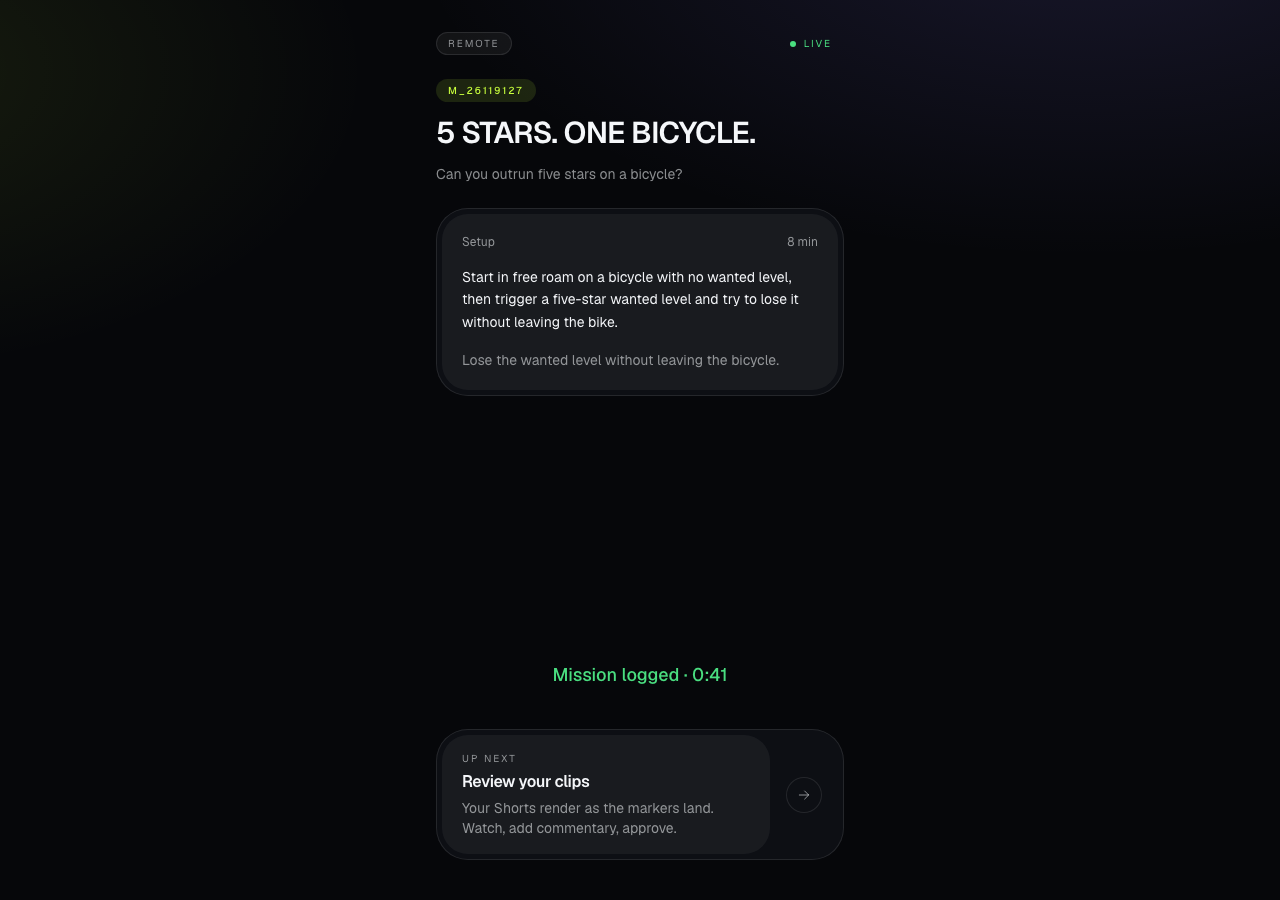 REMOTE
LIVE
M_26119127
5 STARS. ONE BICYCLE.
Can you outrun five stars on a bicycle?
Setup
8 min
Start in free roam on a bicycle with no wanted level,
then trigger a five-star wanted level and try to lose it
without leaving the bike.
Lose the wanted level without leaving the bicycle.
Mission logged · 0:41
UP NEXT
Review your clips
Your Shorts render as the markers land.
Watch, add commentary, approve.